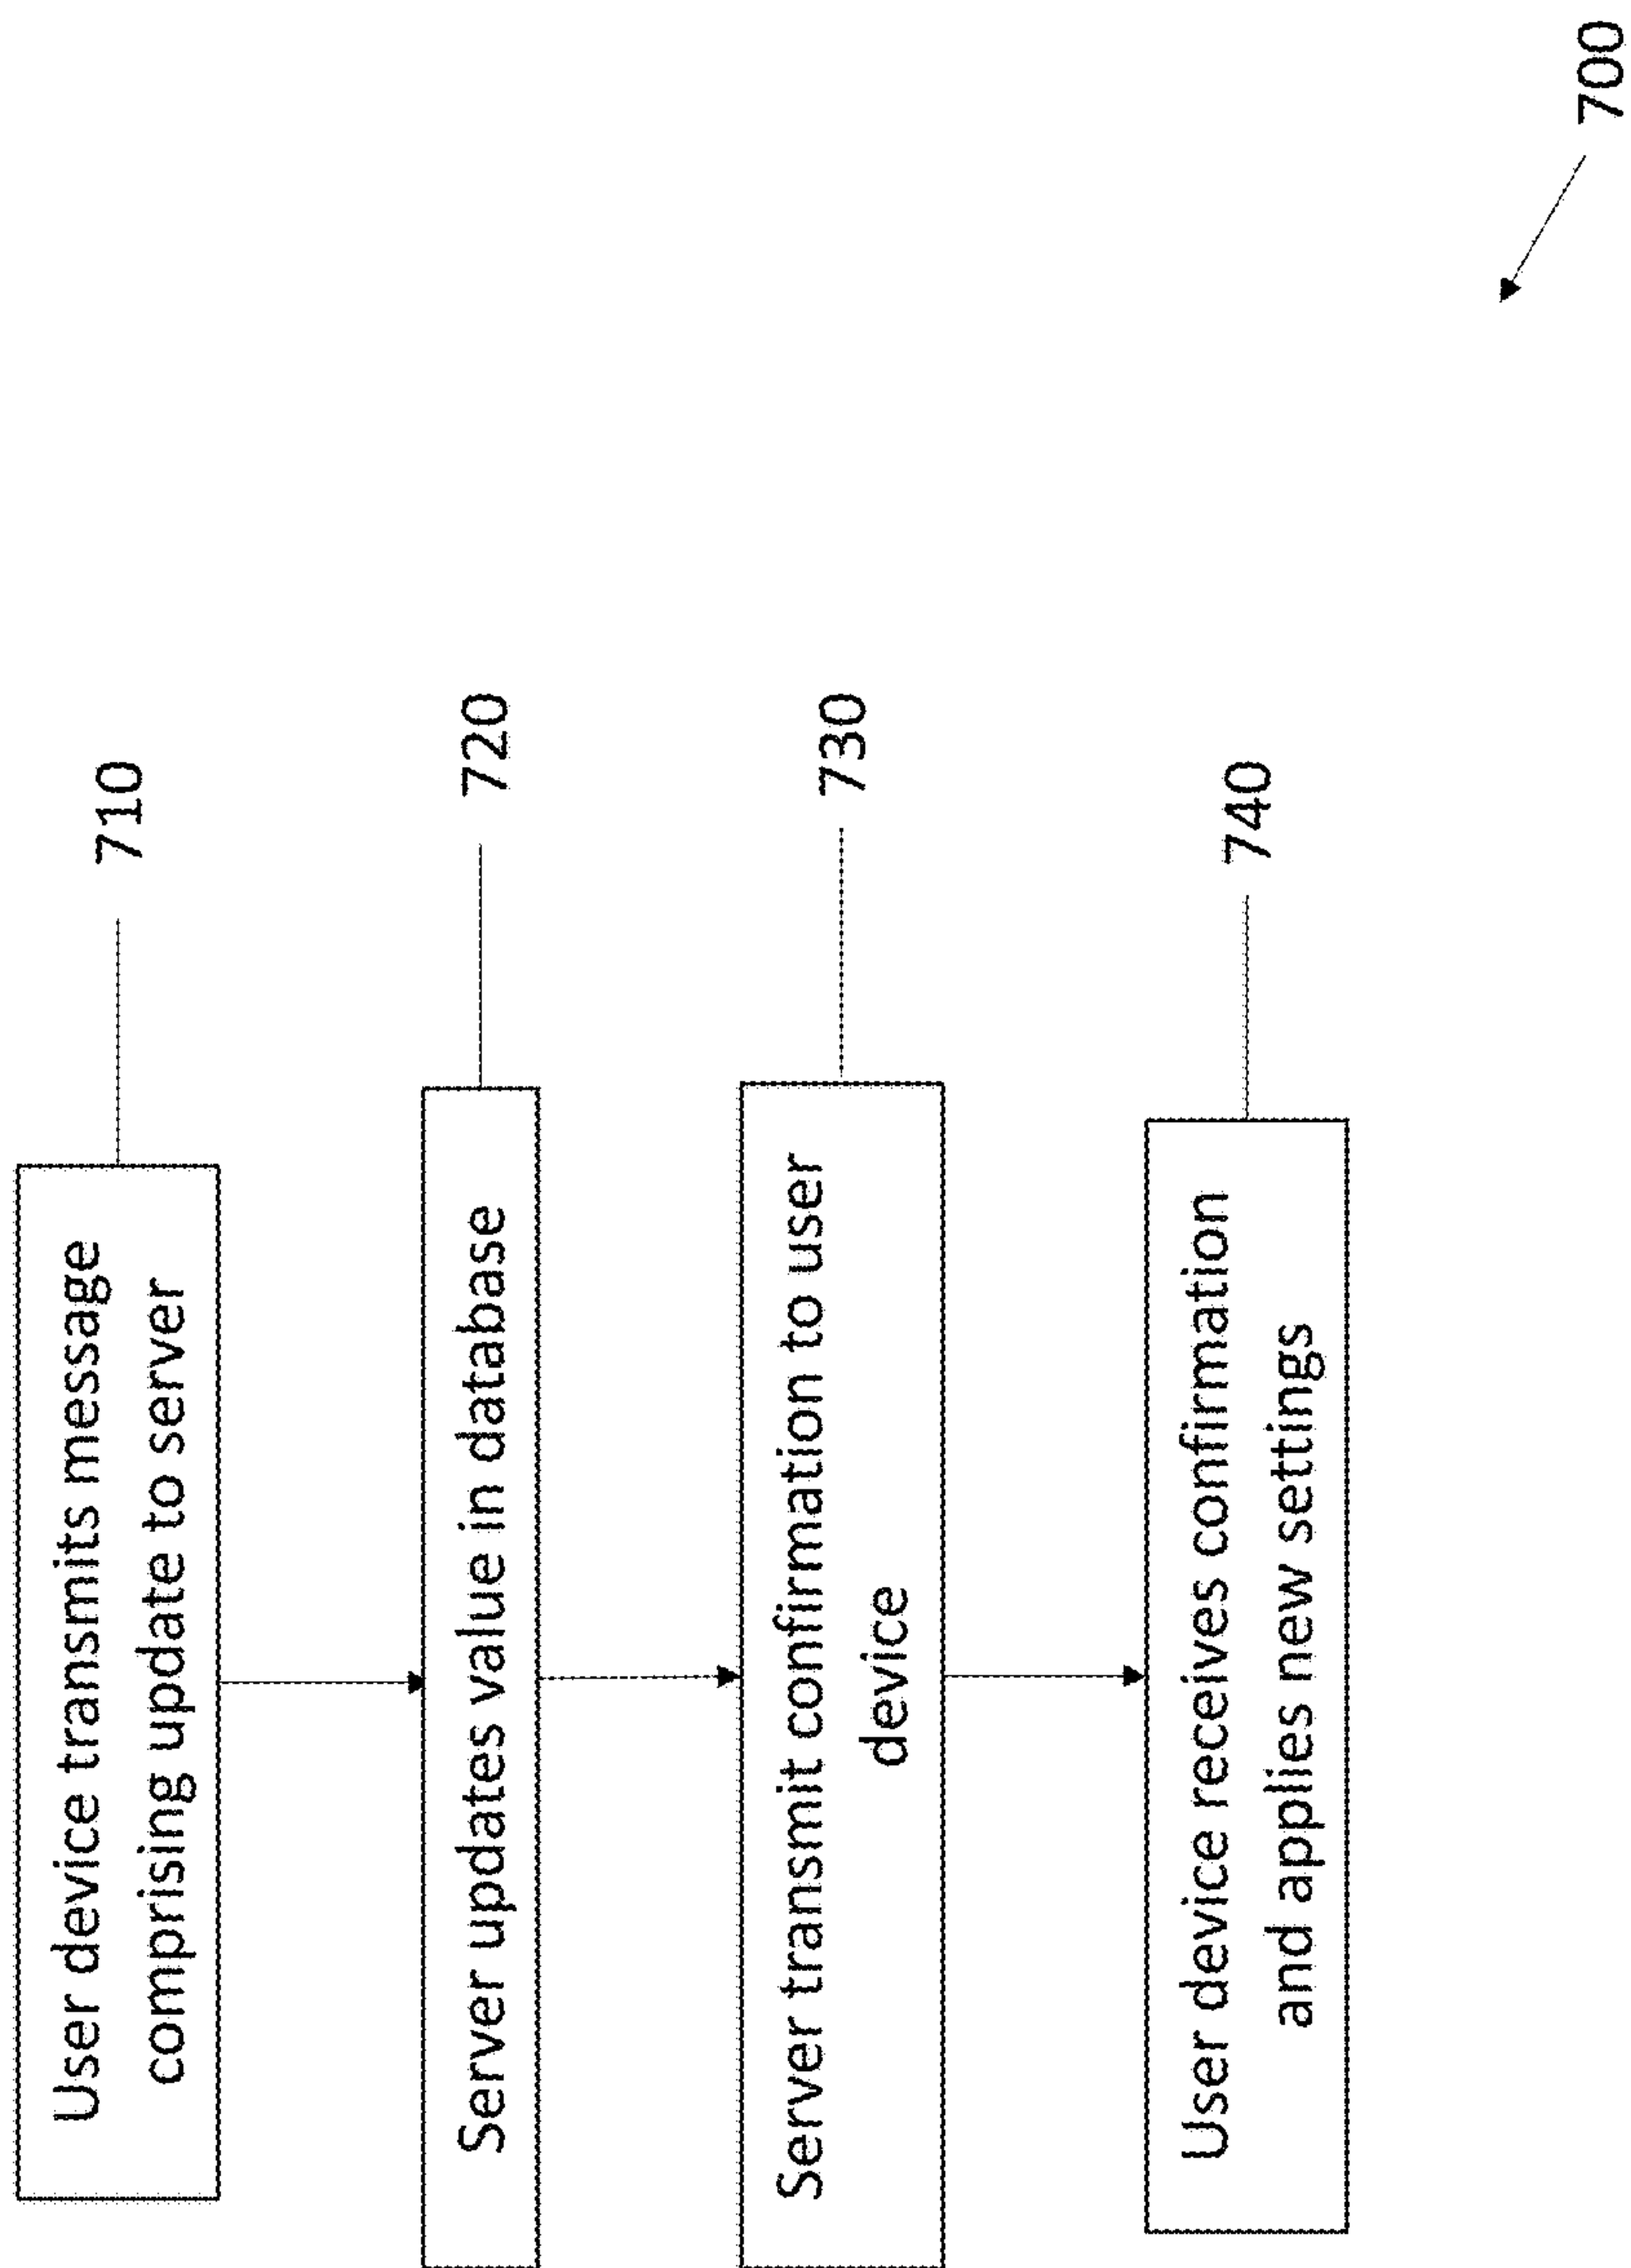 User device transmits message
comprising update to server
710
Server updates value in database
720
Server transmit confirmation to user
device
730
User device receives confirmation
and applies new settings
740
700